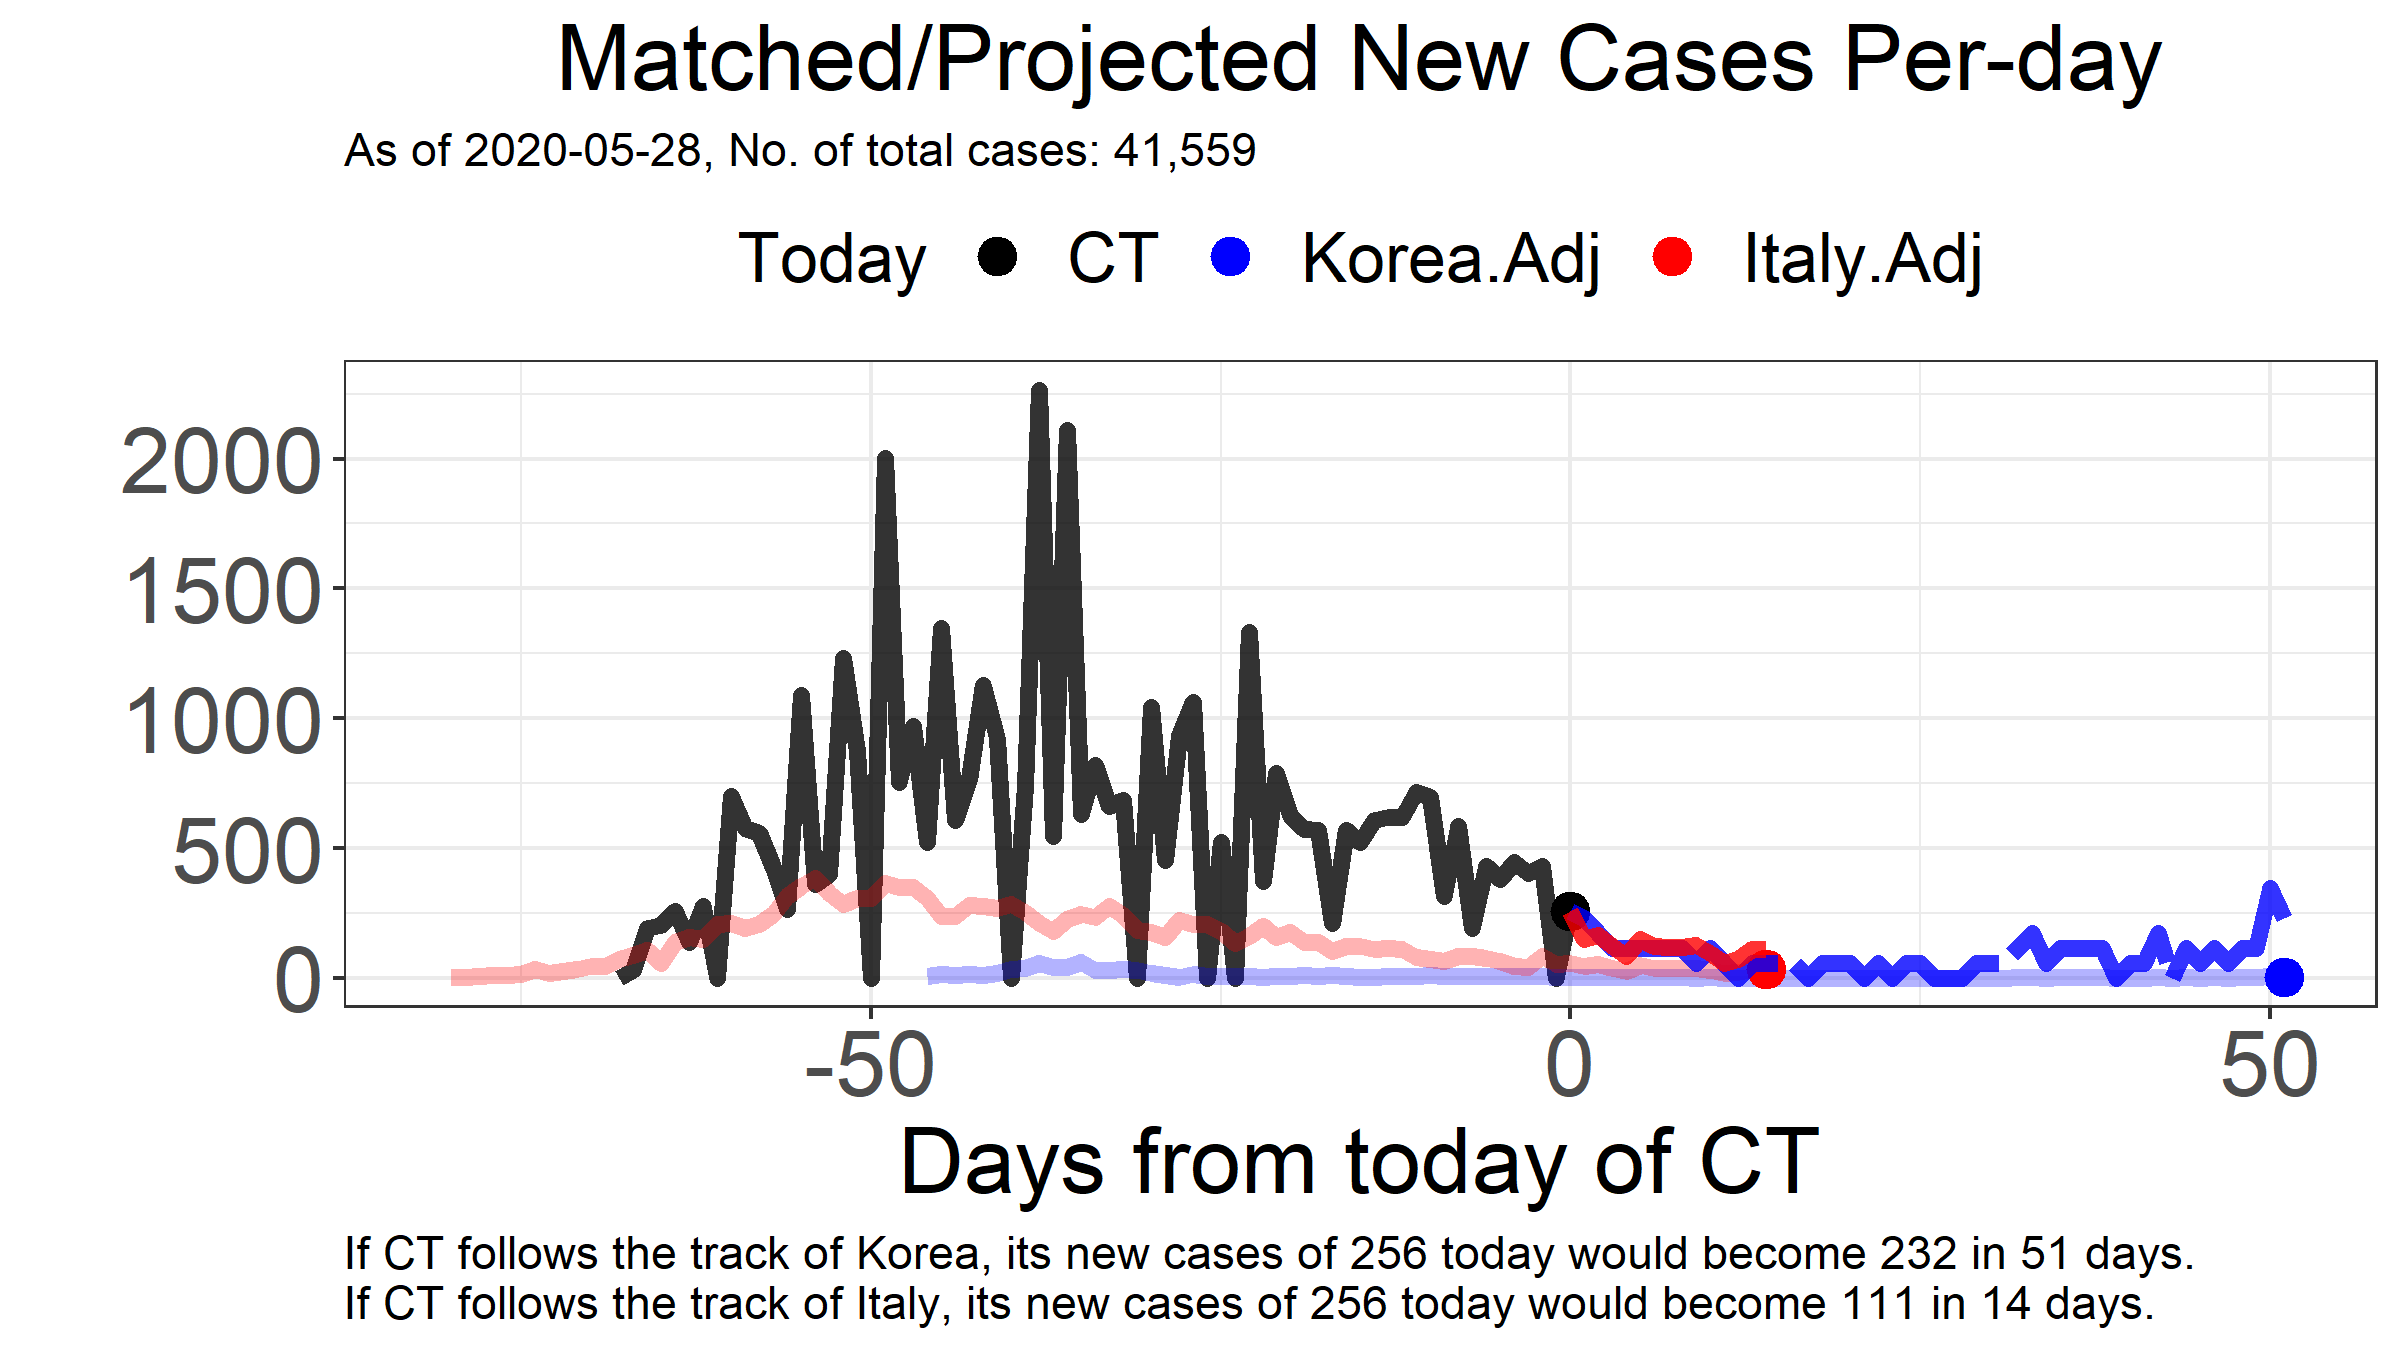 Matched/Projected New Cases Per-day
As of 2020-05-28, No. of total cases: 41,559
Today CT Korea.Adj Italy.Adj
2000
1500
1000
500
0
-50 0 50
Days from today of CT
If CT follows the track of Korea, its new cases of 256 today would become 232 in 51 days.
If CT follows the track of Italy, its new cases of 256 today would become 111 in 14 days.